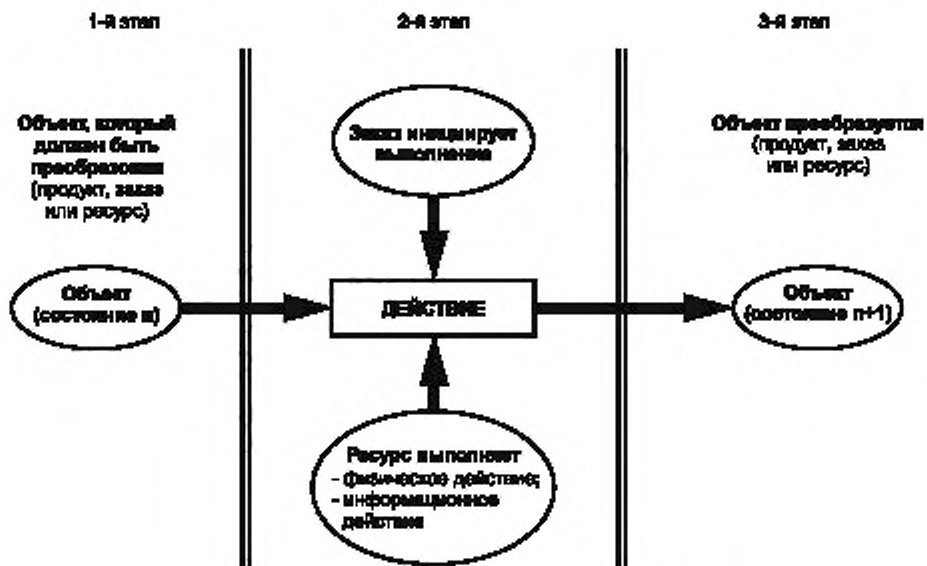 1-й этап
2-й этап
3-й этап
Объект, который
должен быть
преобразован
(продукт, заказ
или ресурс)
Заказ инициирует
выполнение
Объект преобразуется
(продукт, заказ
или ресурс)
Объект
(состояние n)
ДЕЙСТВИЕ
Объект
(состояние n+1)
Ресурс выполняет
- физическое действие;
- информационное
действие